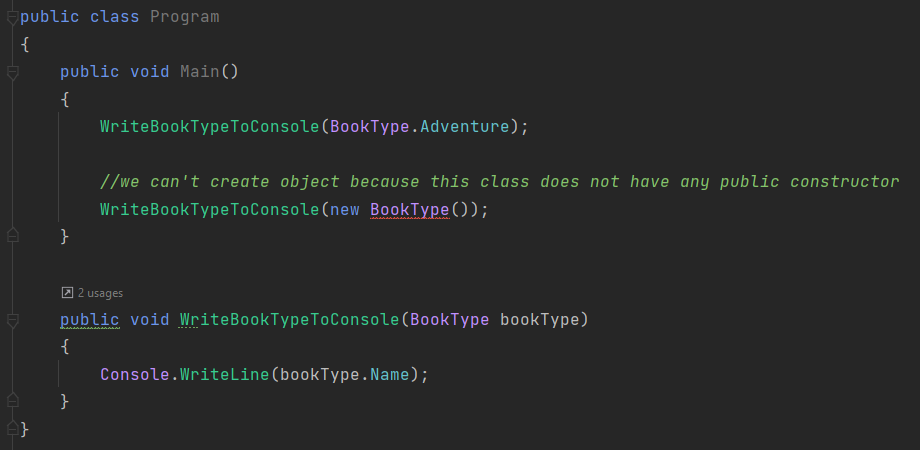 public class Program
{
public void Main()
{
WriteBookTypeToConsole(BookType.Adventure);
//we can't create object because this class does not have any public constructor
WriteBookTypeToConsole(new BookType());
}
2 usages
public void WriteBookTypeToConsole(BookType bookType)
{
Console.WriteLine(bookType.Name);
}
}